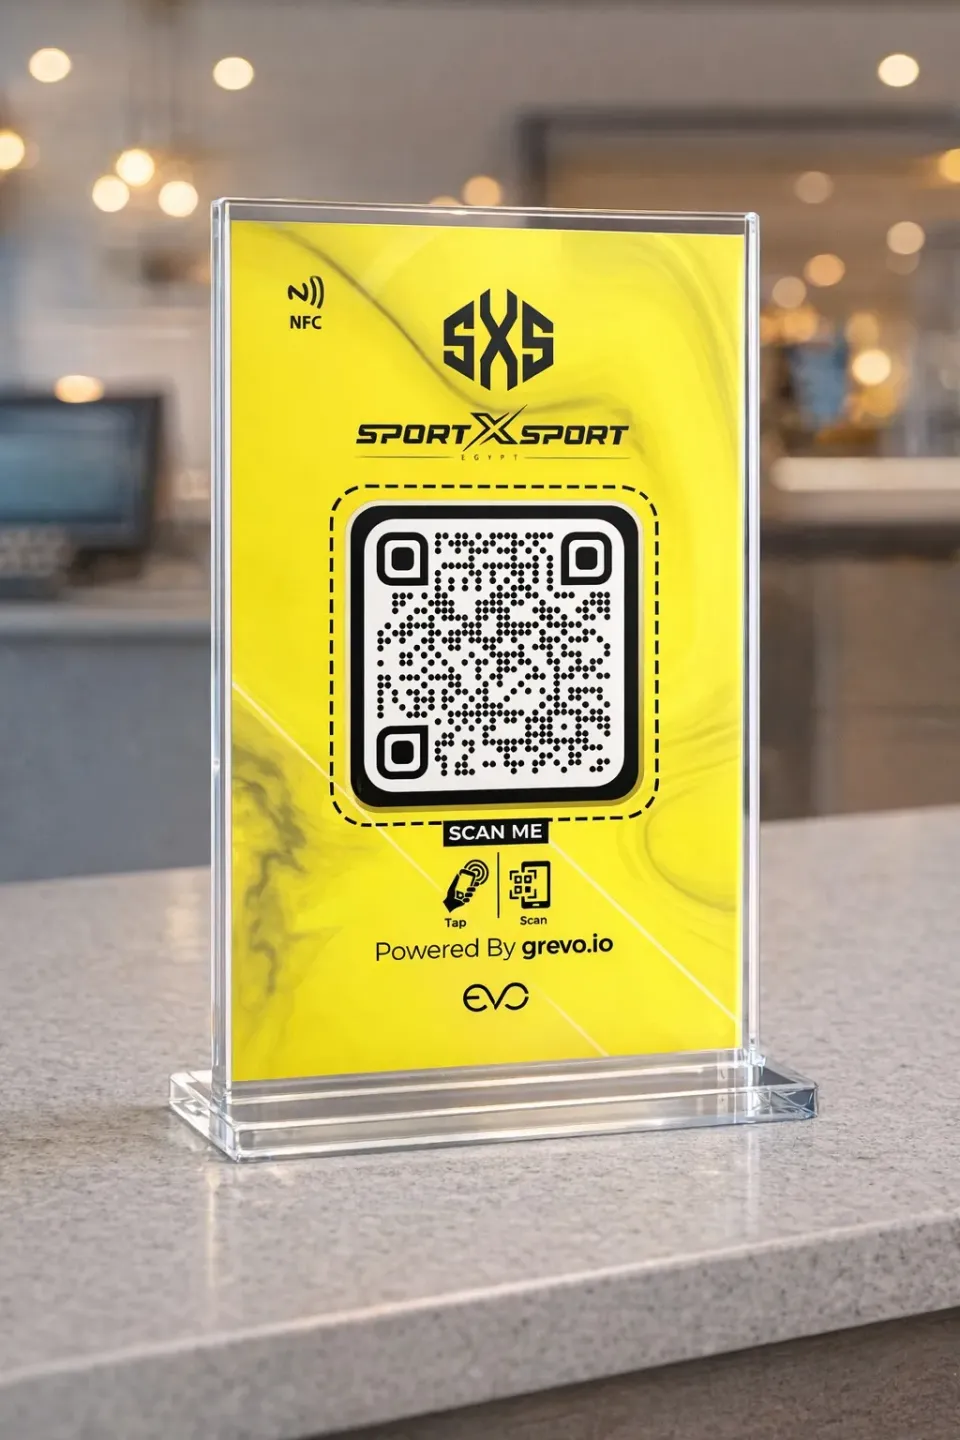 NFC
SXS
SPORT X SPORT
EGYPT
SCAN ME
Tap
Scan
Powered By grevo.io
EVO